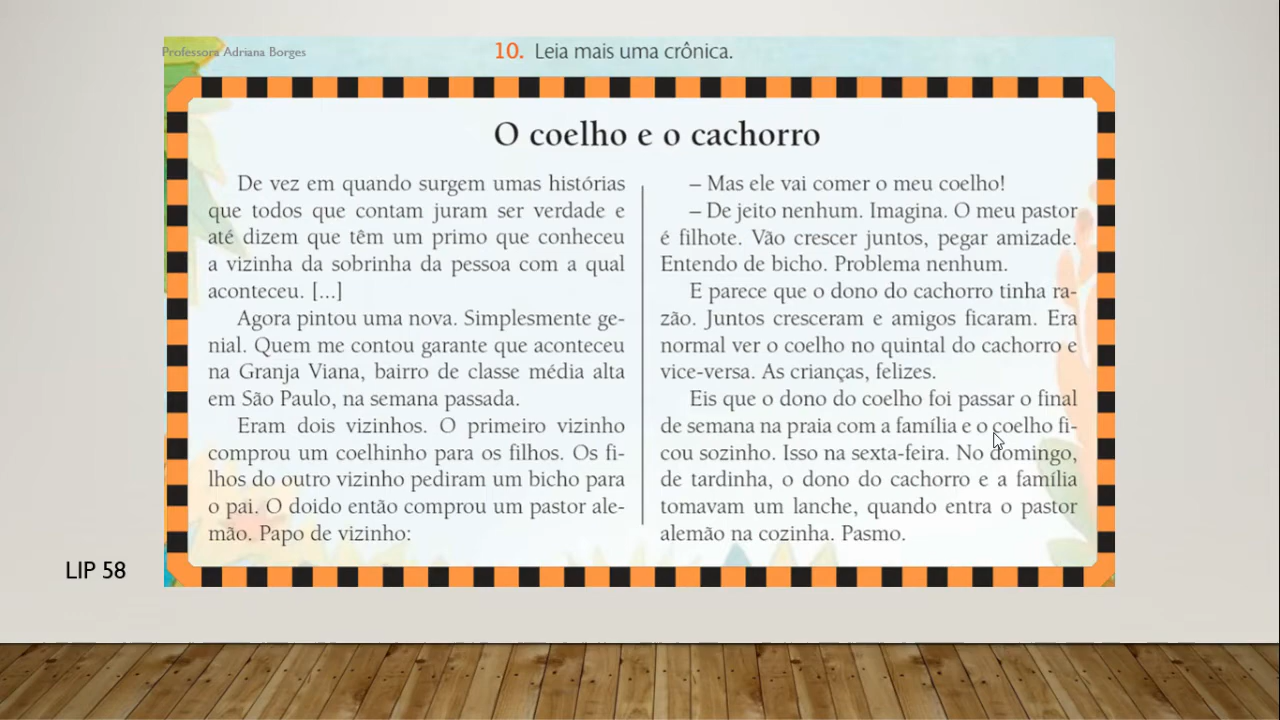 Professora Adriana Borges
10. Leia mais uma crônica.
O coelho e o cachorro
De vez em quando surgem umas histórias
que todos que contam juram ser verdade e
até dizem que têm um primo que conheceu
a vizinha da sobrinha da pessoa com a qual
aconteceu. [...]
Agora pintou uma nova. Simplesmente ge-
nial. Quem me contou garante que aconteceu
na Granja Viana, bairro de classe média alta
em São Paulo, na semana passada.
Eram dois vizinhos. O primeiro vizinho
comprou um coelhinho para os filhos. Os fi-
lhos do outro vizinho pediram um bicho para
o pai. O doido então comprou um pastor ale-
mão. Papo de vizinho:
– Mas ele vai comer o meu coelho!
– De jeito nenhum. Imagina. O meu pastor
é filhote. Vão crescer juntos, pegar amizade.
Entendo de bicho. Problema nenhum.
E parece que o dono do cachorro tinha ra-
zão. Juntos cresceram e amigos ficaram. Era
normal ver o coelho no quintal do cachorro e
vice-versa. As crianças, felizes.
Eis que o dono do coelho foi passar o final
de semana na praia com a família e o coelho fi-
cou sozinho. Isso na sexta-feira. No domingo,
de tardinha, o dono do cachorro e a família
tomavam um lanche, quando entra o pastor
alemão na cozinha. Pasmo.
LIP 58